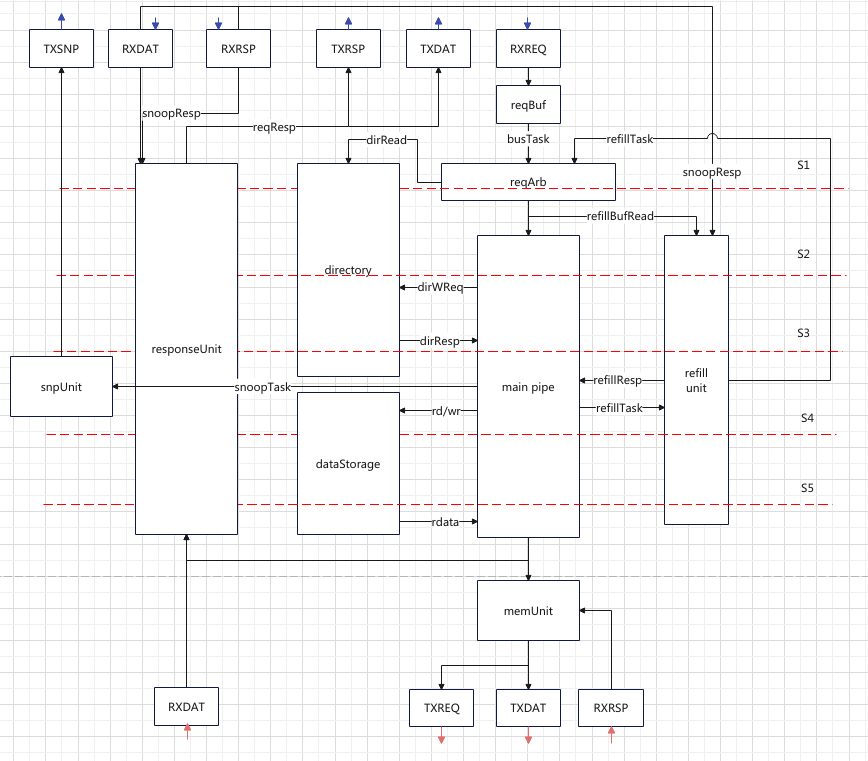 TXSNP
RXDAT
RXRSP
TXRSP
TXDAT
RXREQ
reqBuf
snoopResp
reqResp
dirRead
busTask
refillTask
S1
snoopResp
reqArb
refillBufRead
S2
directory
dirWReq
S3
dirResp
responseUnit
refillResp
refill
unit
snpUnit
snoopTask
main pipe
rd/wr
refillTask
S4
dataStorage
S5
rdata
memUnit
RXDAT
TXREQ
TXDAT
RXRSP